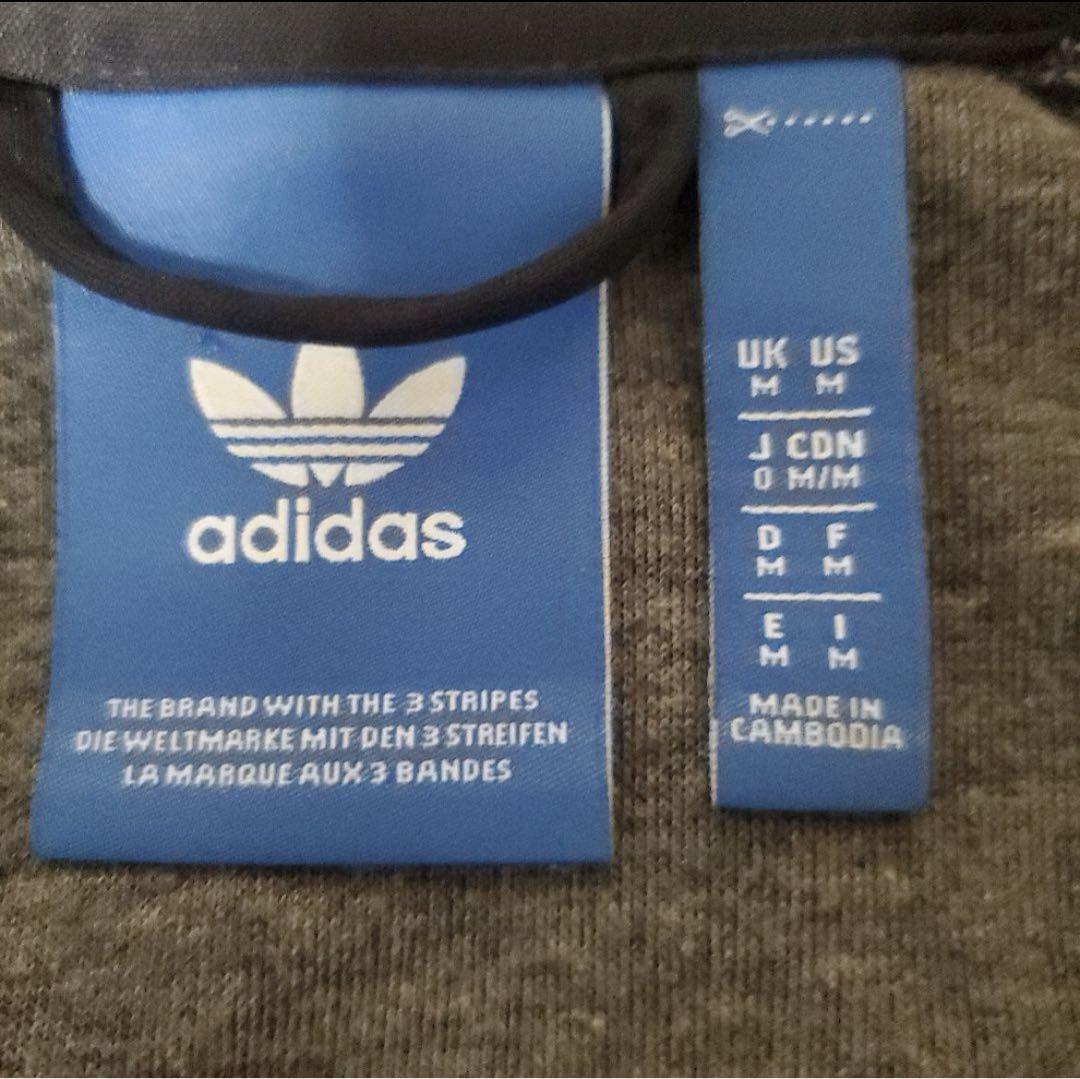 adidas
THE BRAND WITH THE 3 STRIPES
DIE WELTMARKE MIT DEN 3 STREIFEN
LA MARQUE AUX 3 BANDES
UK US
M M
J CDN
O M/M
D F
M M
E I
M M
MADE IN
CAMBODIA